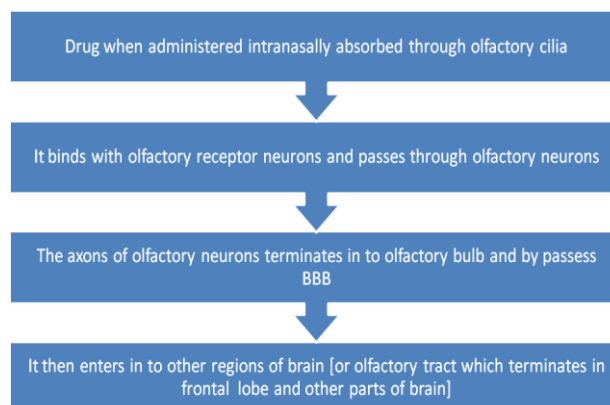 Drug when administered intranasally absorbed through olfactory cilia
It binds with olfactory receptor neurons and passes through olfactory neurons
The axons of olfactory neurons terminates in to olfactory bulb and by passess
BBB
It then enters in to other regions of brain [or olfactory tract which terminates in
frontal lobe and other parts of brain]